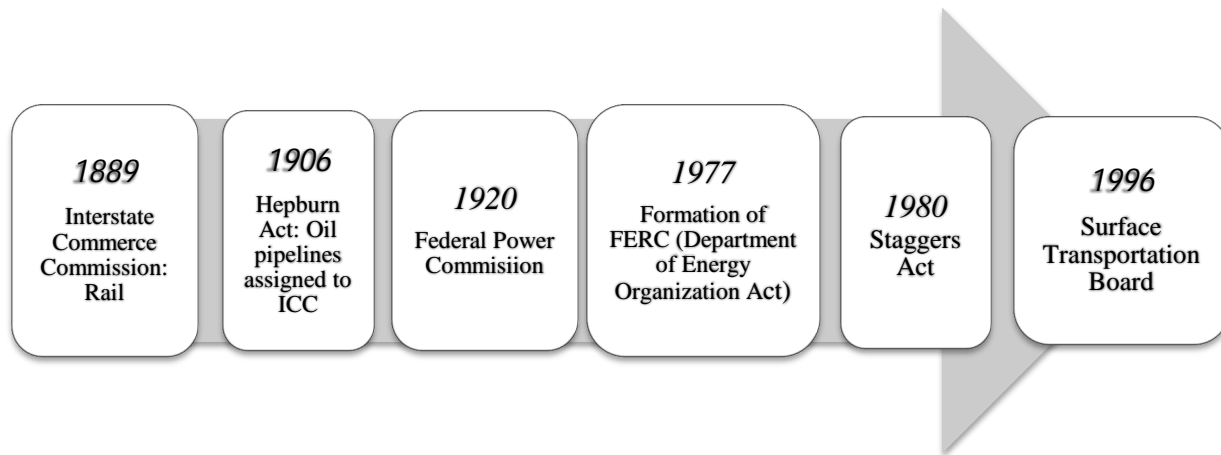 1889
Interstate
Commerce
Commission:
Rail
1906
Hepburn
Act: Oil
pipelines
assigned to
ICC
1920
Federal Power
Commisiion
1977
Formation of
FERC (Department
of Energy
Organization Act)
1980
Staggers
Act
1996
Surface
Transportation
Board